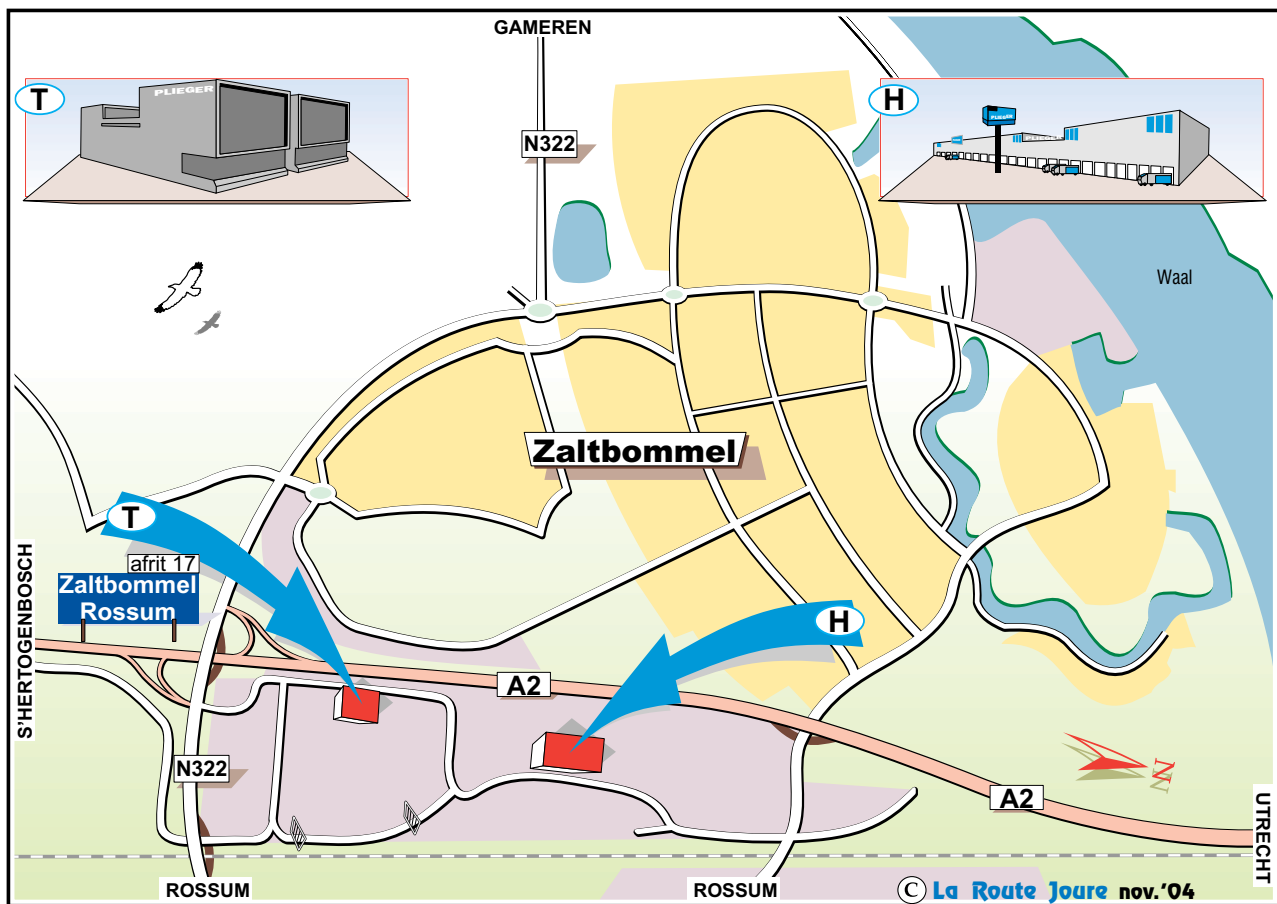 GAMEREN
T
PLIEGER
H
PLIEGER
PLIEGER
N322
Waal
Zaltbommel
T
afrit 17
Zaltbommel
Rossum
H
S'HERTOGENBOSCH
A2
N322
N
N
A2
UTRECHT
ROSSUM
ROSSUM
© La Route Joure nov.'04